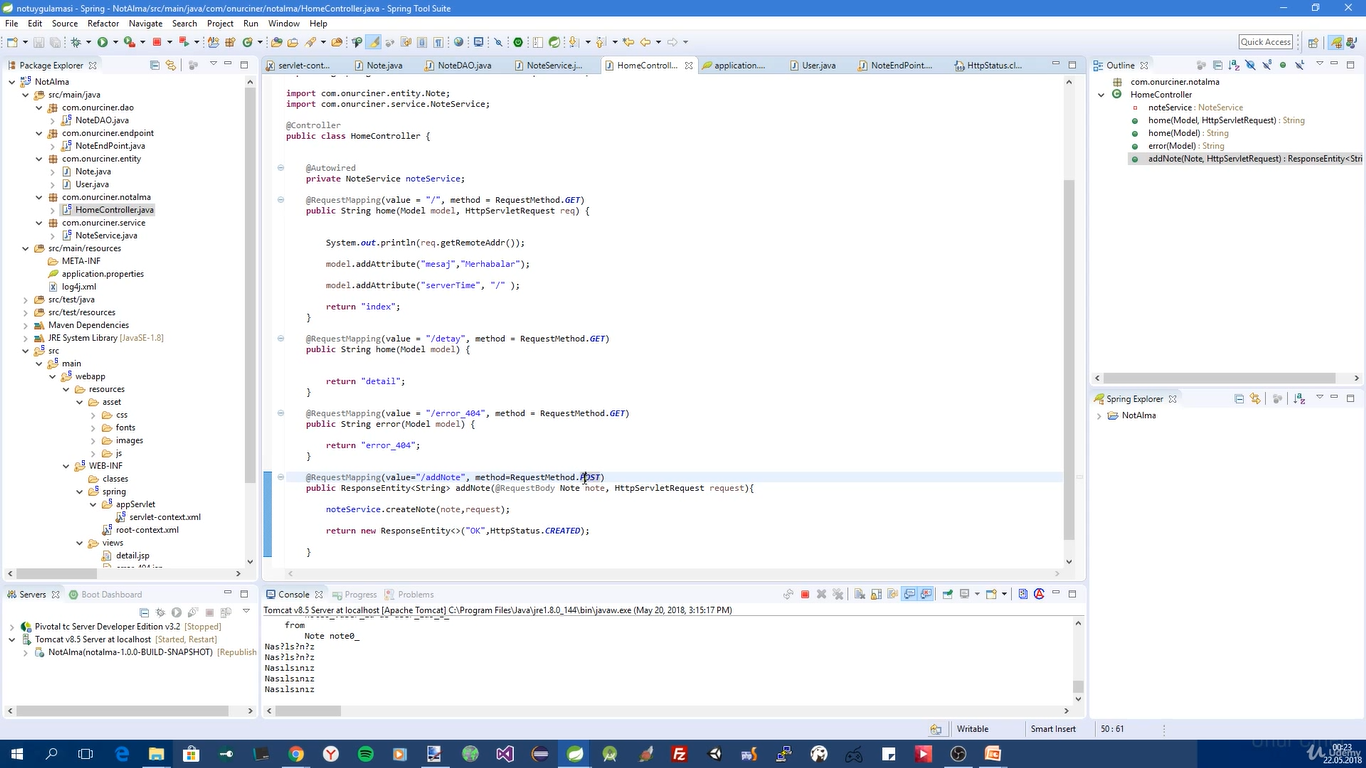 notuygulamasi - Spring - NotAlma/src/main/java/com/onurciner/notalma/HomeController.java - Spring Tool Suite
File Edit Source Refactor Navigate Search Project Run Window Help
Quick Access
Package Explorer
NotAlma
src/main/java
com.onurciner.dao
NoteDAO.java
com.onurciner.endpoint
NoteEndPoint.java
com.onurciner.entity
Note.java
User.java
com.onurciner.notalma
HomeController.java
com.onurciner.service
NoteService.java
src/main/resources
META-INF
application.properties
log4j.xml
src/test/java
src/test/resources
Maven Dependencies
JRE System Library [JavaSE-1.8]
src
main
webapp
resources
asset
css
fonts
images
js
WEB-INF
classes
spring
appServlet
servlet-context.xml
root-context.xml
views
detail.jsp
servlet-cont... Note.java NoteDAO.java NoteService.j... HomeControll... application.... User.java NoteEndPoint.... HttpStatus.cl...
import com.onurciner.entity.Note;
import com.onurciner.service.NoteService;
@Controller
public class HomeController {
@Autowired
private NoteService noteService;
@RequestMapping(value = "/", method = RequestMethod.GET)
public String home(Model model, HttpServletRequest req) {
System.out.println(req.getRemoteAddr());
model.addAttribute("mesaj","Merhabalar");
model.addAttribute("serverTime", "/" );
return "index";
}
@RequestMapping(value = "/detay", method = RequestMethod.GET)
public String home(Model model) {
return "detail";
}
@RequestMapping(value = "/error_404", method = RequestMethod.GET)
public String error(Model model) {
return "error_404";
}
@RequestMapping(value="/addNote", method=RequestMethod.POST)
public ResponseEntity<String> addNote(@RequestBody Note note, HttpServletRequest request){
noteService.createNote(note,request);
return new ResponseEntity<>("OK",HttpStatus.CREATED);
}
Outline
com.onurciner.notalma
HomeController
noteService : NoteService
home(Model, HttpServletRequest) : String
home(Model) : String
error(Model) : String
addNote(Note, HttpServletRequest) : ResponseEntity<Stri
Spring Explorer
NotAlma
Servers Boot Dashboard
Pivotal tc Server Developer Edition v3.2 [Stopped]
Tomcat v8.5 Server at localhost [Started, Restart]
NotAlma(notalma-1.0.0-BUILD-SNAPSHOT) [Republish
Console Progress Problems
Tomcat v8.5 Server at localhost [Apache Tomcat] C:\Program Files\Java\jre1.8.0_144\bin\javaw.exe (May 20, 2018, 3:15:17 PM)
from
Note note0_
Nas?ls?n?z
Nas?ls?n?z
Nasılsınız
Nasılsınız
Nasılsınız
Writable Smart Insert 50 : 61
00:23
22.05.2018
Udemy